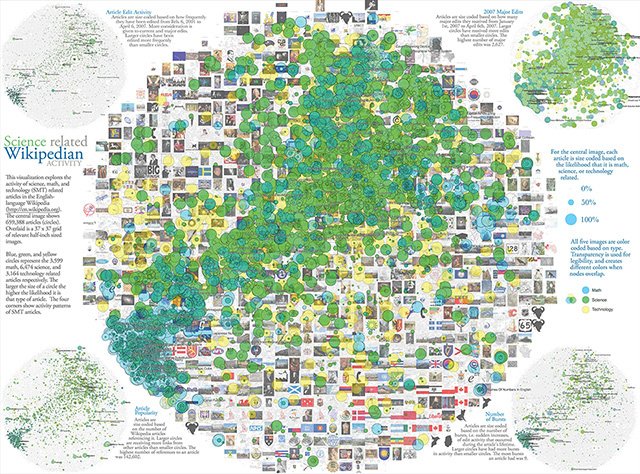 Article Edit Activity
Articles are size coded based on how frequently
they have been edited from Feb 6, 2005 to
April 6, 2007. More consideration is
given to current and major edits.
Larger circles have been
edited more frequently
than smaller circles.
2007 Major Edits
Articles are size coded based on how many
major edits they received from January
1st, 2007 to April 6th, 2007. Larger
circles have received more edits
than smaller circles. The
highest number of major
edits was 2,627.
Science related
Wikipedian
ACTIVITY
This visualization explores the
activity of science, math, and
technology (SMT) related
articles in the English-
language Wikipedia
(http://en.wikipedia.org).
The central image shows
659,388 articles (circles).
Overlaid is a 37 x 37 grid
of relevant half-inch sized
images.
Blue, green, and yellow
circles represent the 3,599
math, 6,474 science, and
3,164 technology related
articles respectively. The
larger the size of a circle the
higher the likelihood it is
that type of article. The four
corners show activity patterns
of SMT articles.
For the central image, each
article is size coded based on
the likelihood that it is math,
science, or technology
related.
0%
50%
100%
All five images are color
coded based on type.
Transparency is used for
legibility, and creates
different colors when
nodes overlap.
Math
Science
Technology
BIG
128
65
NHS
Of Numbers in English
Article
Popularity
Articles are
size coded
based on the
number of
Wikipedia articles
referencing it. Larger circles
are receiving more links from
other articles than smaller circles. The
highest number of references to an article
was 142,602.
Number
of Bursts
Articles are size coded
based on the number of
bursts, i.e. sudden increases
of edit activity that occurred
during the article's lifetime.
Larger circles have had more bursts
in activity than smaller circles. The most bursts
an article had was 9.